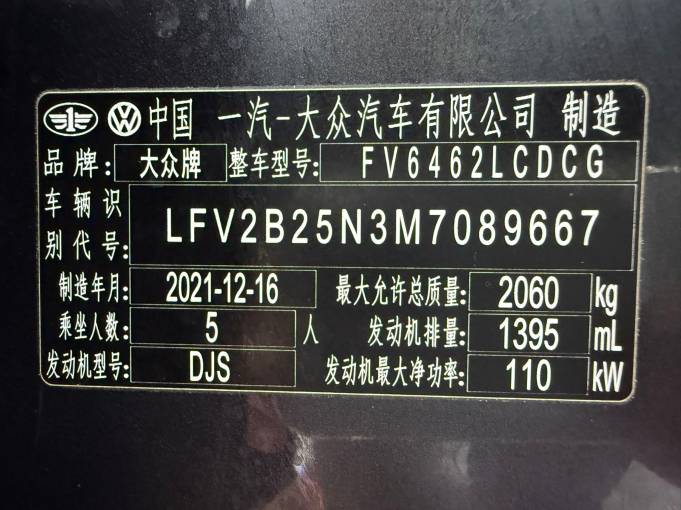 中国 一汽-大众汽车有限公司 制造
品牌: 大众牌 整车型号: FV6462LCDCG
车辆识别代号: LFV2B25N3M7089667
制造年月: 2021-12-16 最大允许总质量: 2060 kg
乘坐人数: 5 人 发动机排量: 1395 mL
发动机型号: DJS 发动机最大净功率: 110 kW